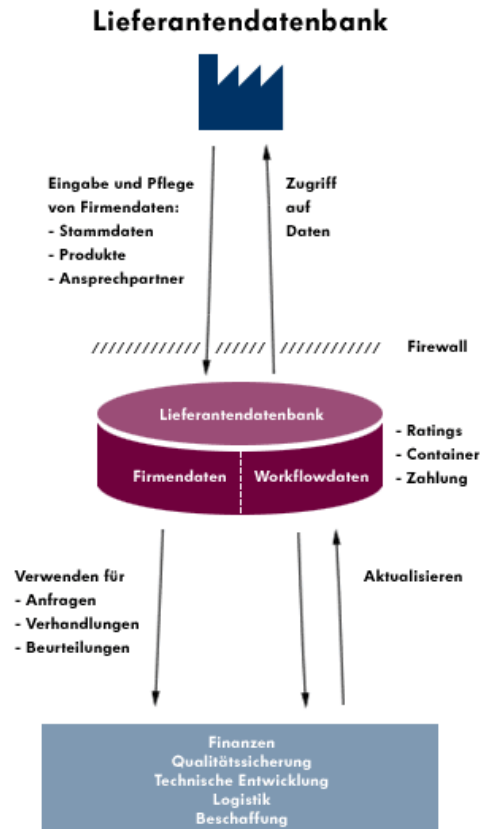 Lieferantendatenbank
Eingabe und Pflege
von Firmendaten:
- Stammdaten
- Produkte
- Ansprechpartner
Zugriff
auf
Daten
Firewall
Lieferantendatenbank
Firmendaten
Workflowdaten
- Ratings
- Container
- Zahlung
Verwenden für
- Anfragen
- Verhandlungen
- Beurteilungen
Aktualisieren
Finanzen
Qualitätssicherung
Technische Entwicklung
Logistik
Beschaffung